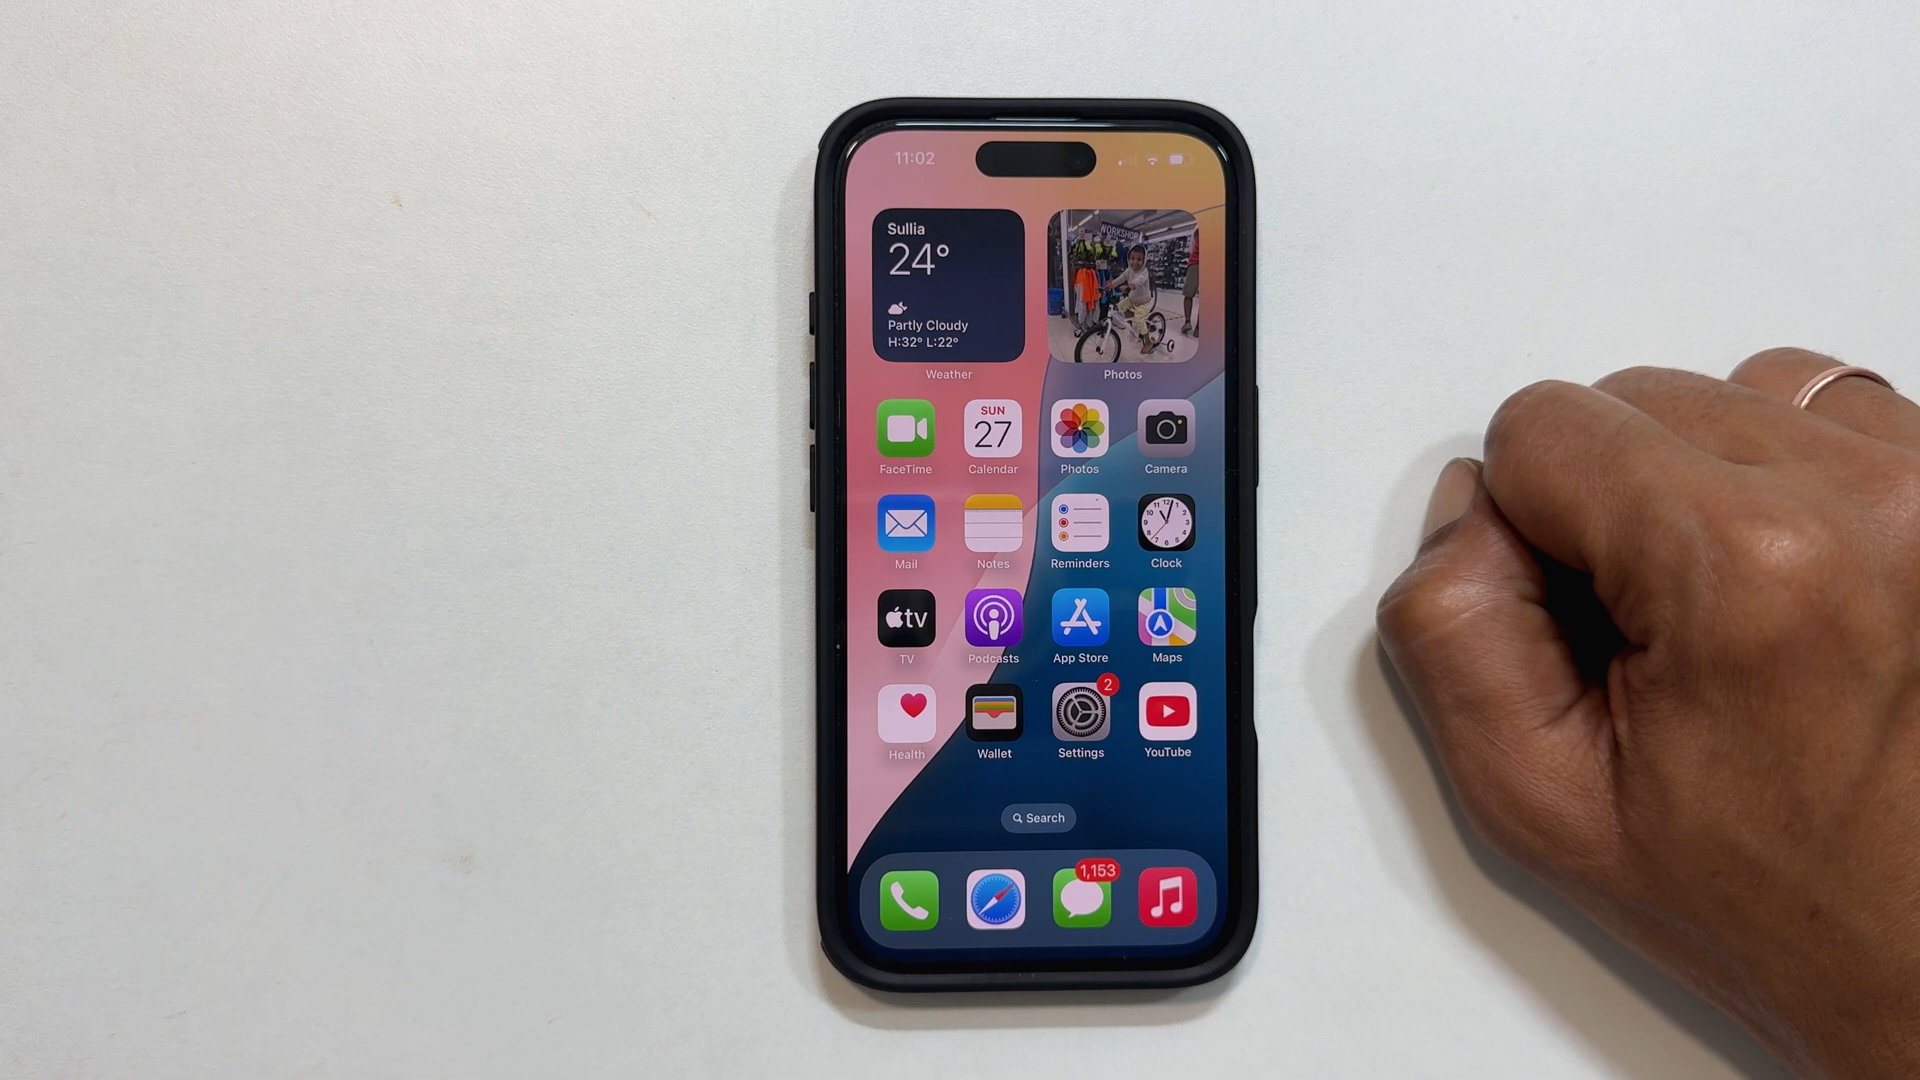 11:02
Sullia
24°
Partly Cloudy
H:32° L:22°
Weather
WORKSHOP
Photos
SUN
27
FaceTime
Calendar
Photos
Camera
Mail
Notes
Reminders
Clock
tv
TV
Podcasts
App Store
Maps
2
Health
Wallet
Settings
YouTube
Search
1,153